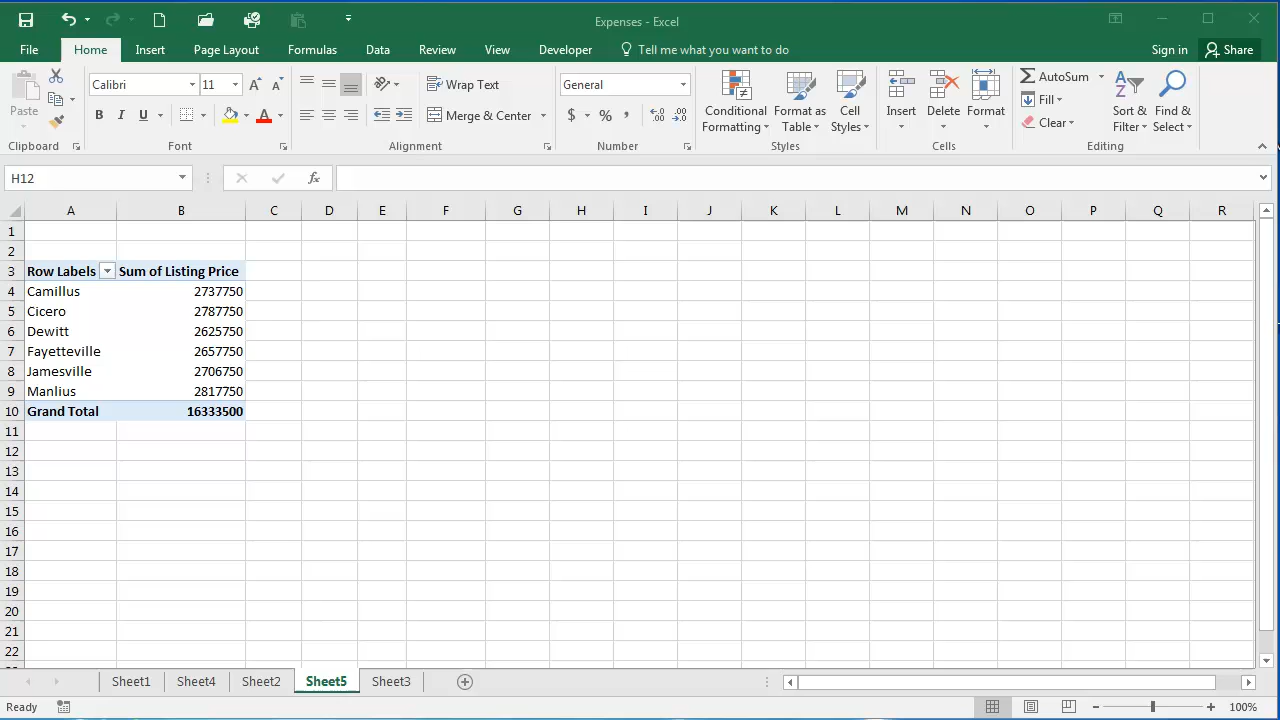 Expenses - Excel
File Home Insert Page Layout Formulas Data Review View Developer Tell me what you want to do Sign in Share
Paste
Clipboard
Calibri 11
B I U
A A
Font
Wrap Text
Merge & Center
Alignment
General
$ % ,
Number
Conditional Formatting
Format as Table
Cell Styles
Styles
Insert Delete Format
Cells
AutoSum
Fill
Clear
Sort & Filter
Find & Select
Editing
H12
fx
A B C D E F G H I J K L M N O P Q R
1
2
3 Row Labels Sum of Listing Price
4 Camillus 2737750
5 Cicero 2787750
6 Dewitt 2625750
7 Fayetteville 2657750
8 Jamesville 2706750
9 Manlius 2817750
10 Grand Total 16333500
11
12
13
14
15
16
17
18
19
20
21
22
Sheet1 Sheet4 Sheet2 Sheet5 Sheet3
Ready 100%